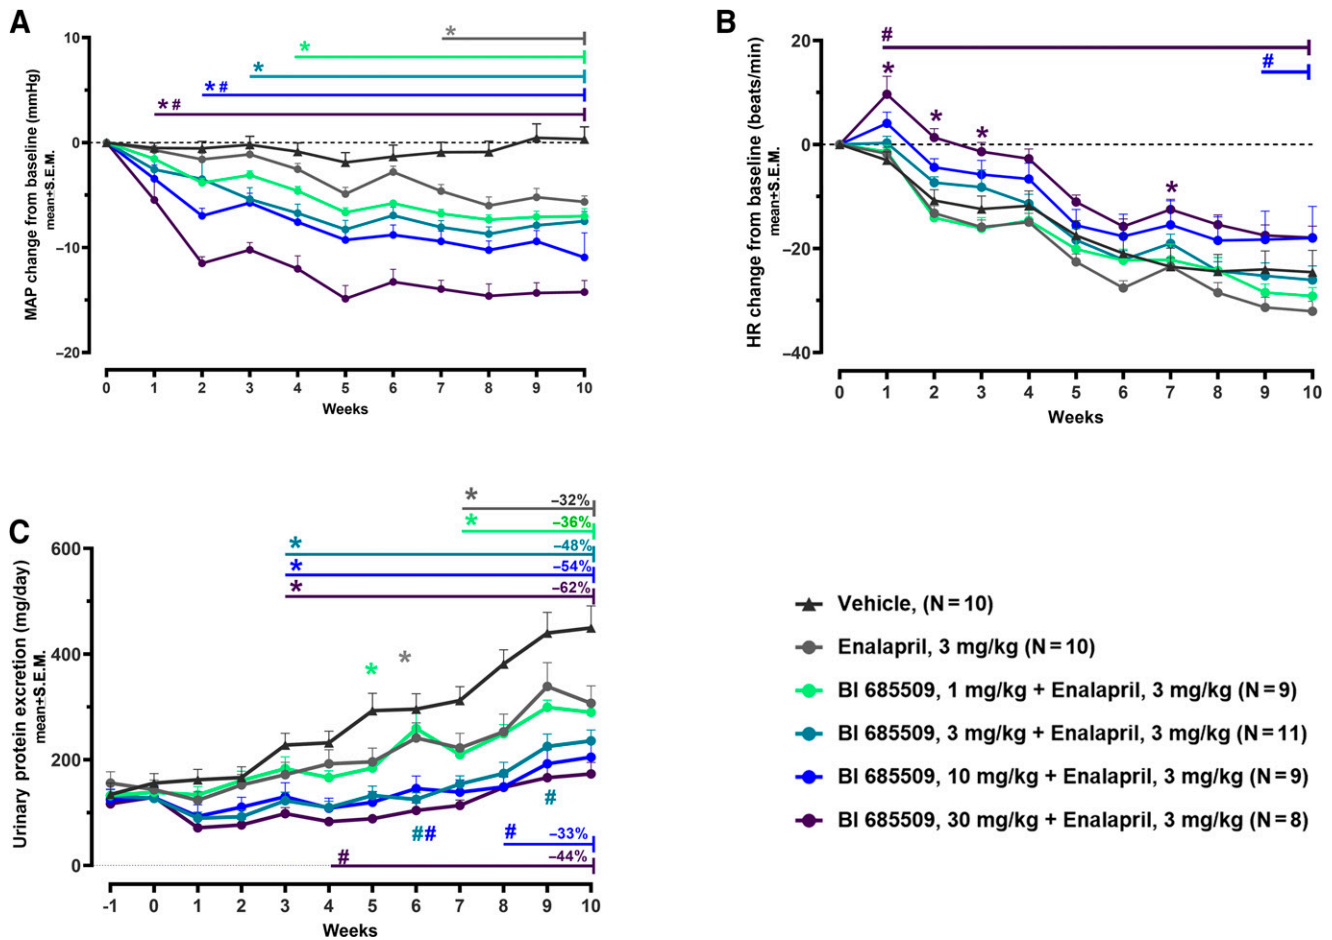 A
MAP change from baseline (mmHg)
mean+S.E.M.
10
0
–10
–20
*
*
*
* #
* #
0 1 2 3 4 5 6 7 8 9 10
Weeks
B
HR change from baseline (beats/min)
mean+S.E.M.
20
0
–20
–40
#
#
*
*
*
*
0 1 2 3 4 5 6 7 8 9 10
Weeks
C
Urinary protein excretion (mg/day)
mean+S.E.M.
600
400
200
0
* –32%
* –36%
* –48%
* –54%
* –62%
* *
#
# #
# –33%
# –44%
-1 0 1 2 3 4 5 6 7 8 9 10
Weeks
Vehicle, (N = 10)
Enalapril, 3 mg/kg (N = 10)
BI 685509, 1 mg/kg + Enalapril, 3 mg/kg (N = 9)
BI 685509, 3 mg/kg + Enalapril, 3 mg/kg (N = 11)
BI 685509, 10 mg/kg + Enalapril, 3 mg/kg (N = 9)
BI 685509, 30 mg/kg + Enalapril, 3 mg/kg (N = 8)